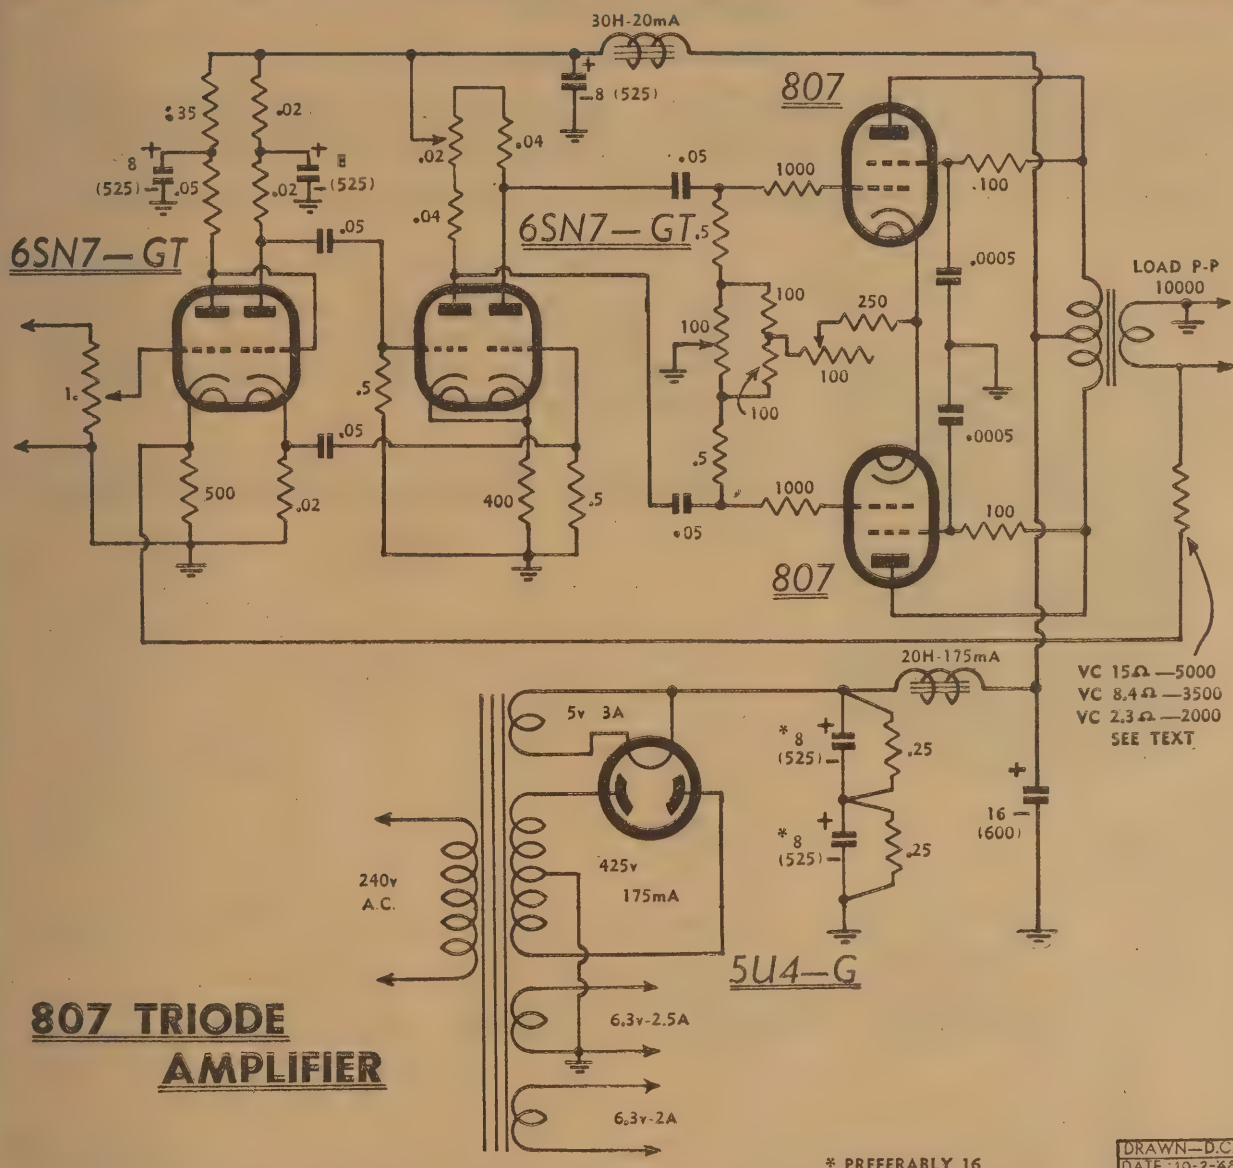 30H-20mA
8 (525)
807
.35
.02
8
(525)
.05
.02
8
(525)
.02
.04
.04
.05
1000
.100
6SN7—GT
6SN7—GT
.05
.5
.0005
LOAD P-P
10000
100
250
100
100
100
1.
.5
.05
.0005
500
.02
400
.5
.5
1000
100
.05
807
20H-175mA
VC 15Ω —5000
VC 8.4Ω —3500
VC 2.3Ω —2000
SEE TEXT
5v 3A
* 8
(525)
.25
16
(600)
* 8
(525)
.25
425v
175mA
240v
A.C.
5U4—G
807 TRIODE
AMPLIFIER
6.3v-2.5A
6.3v-2A
* PREFERABLY 16
DRAWN—D.C